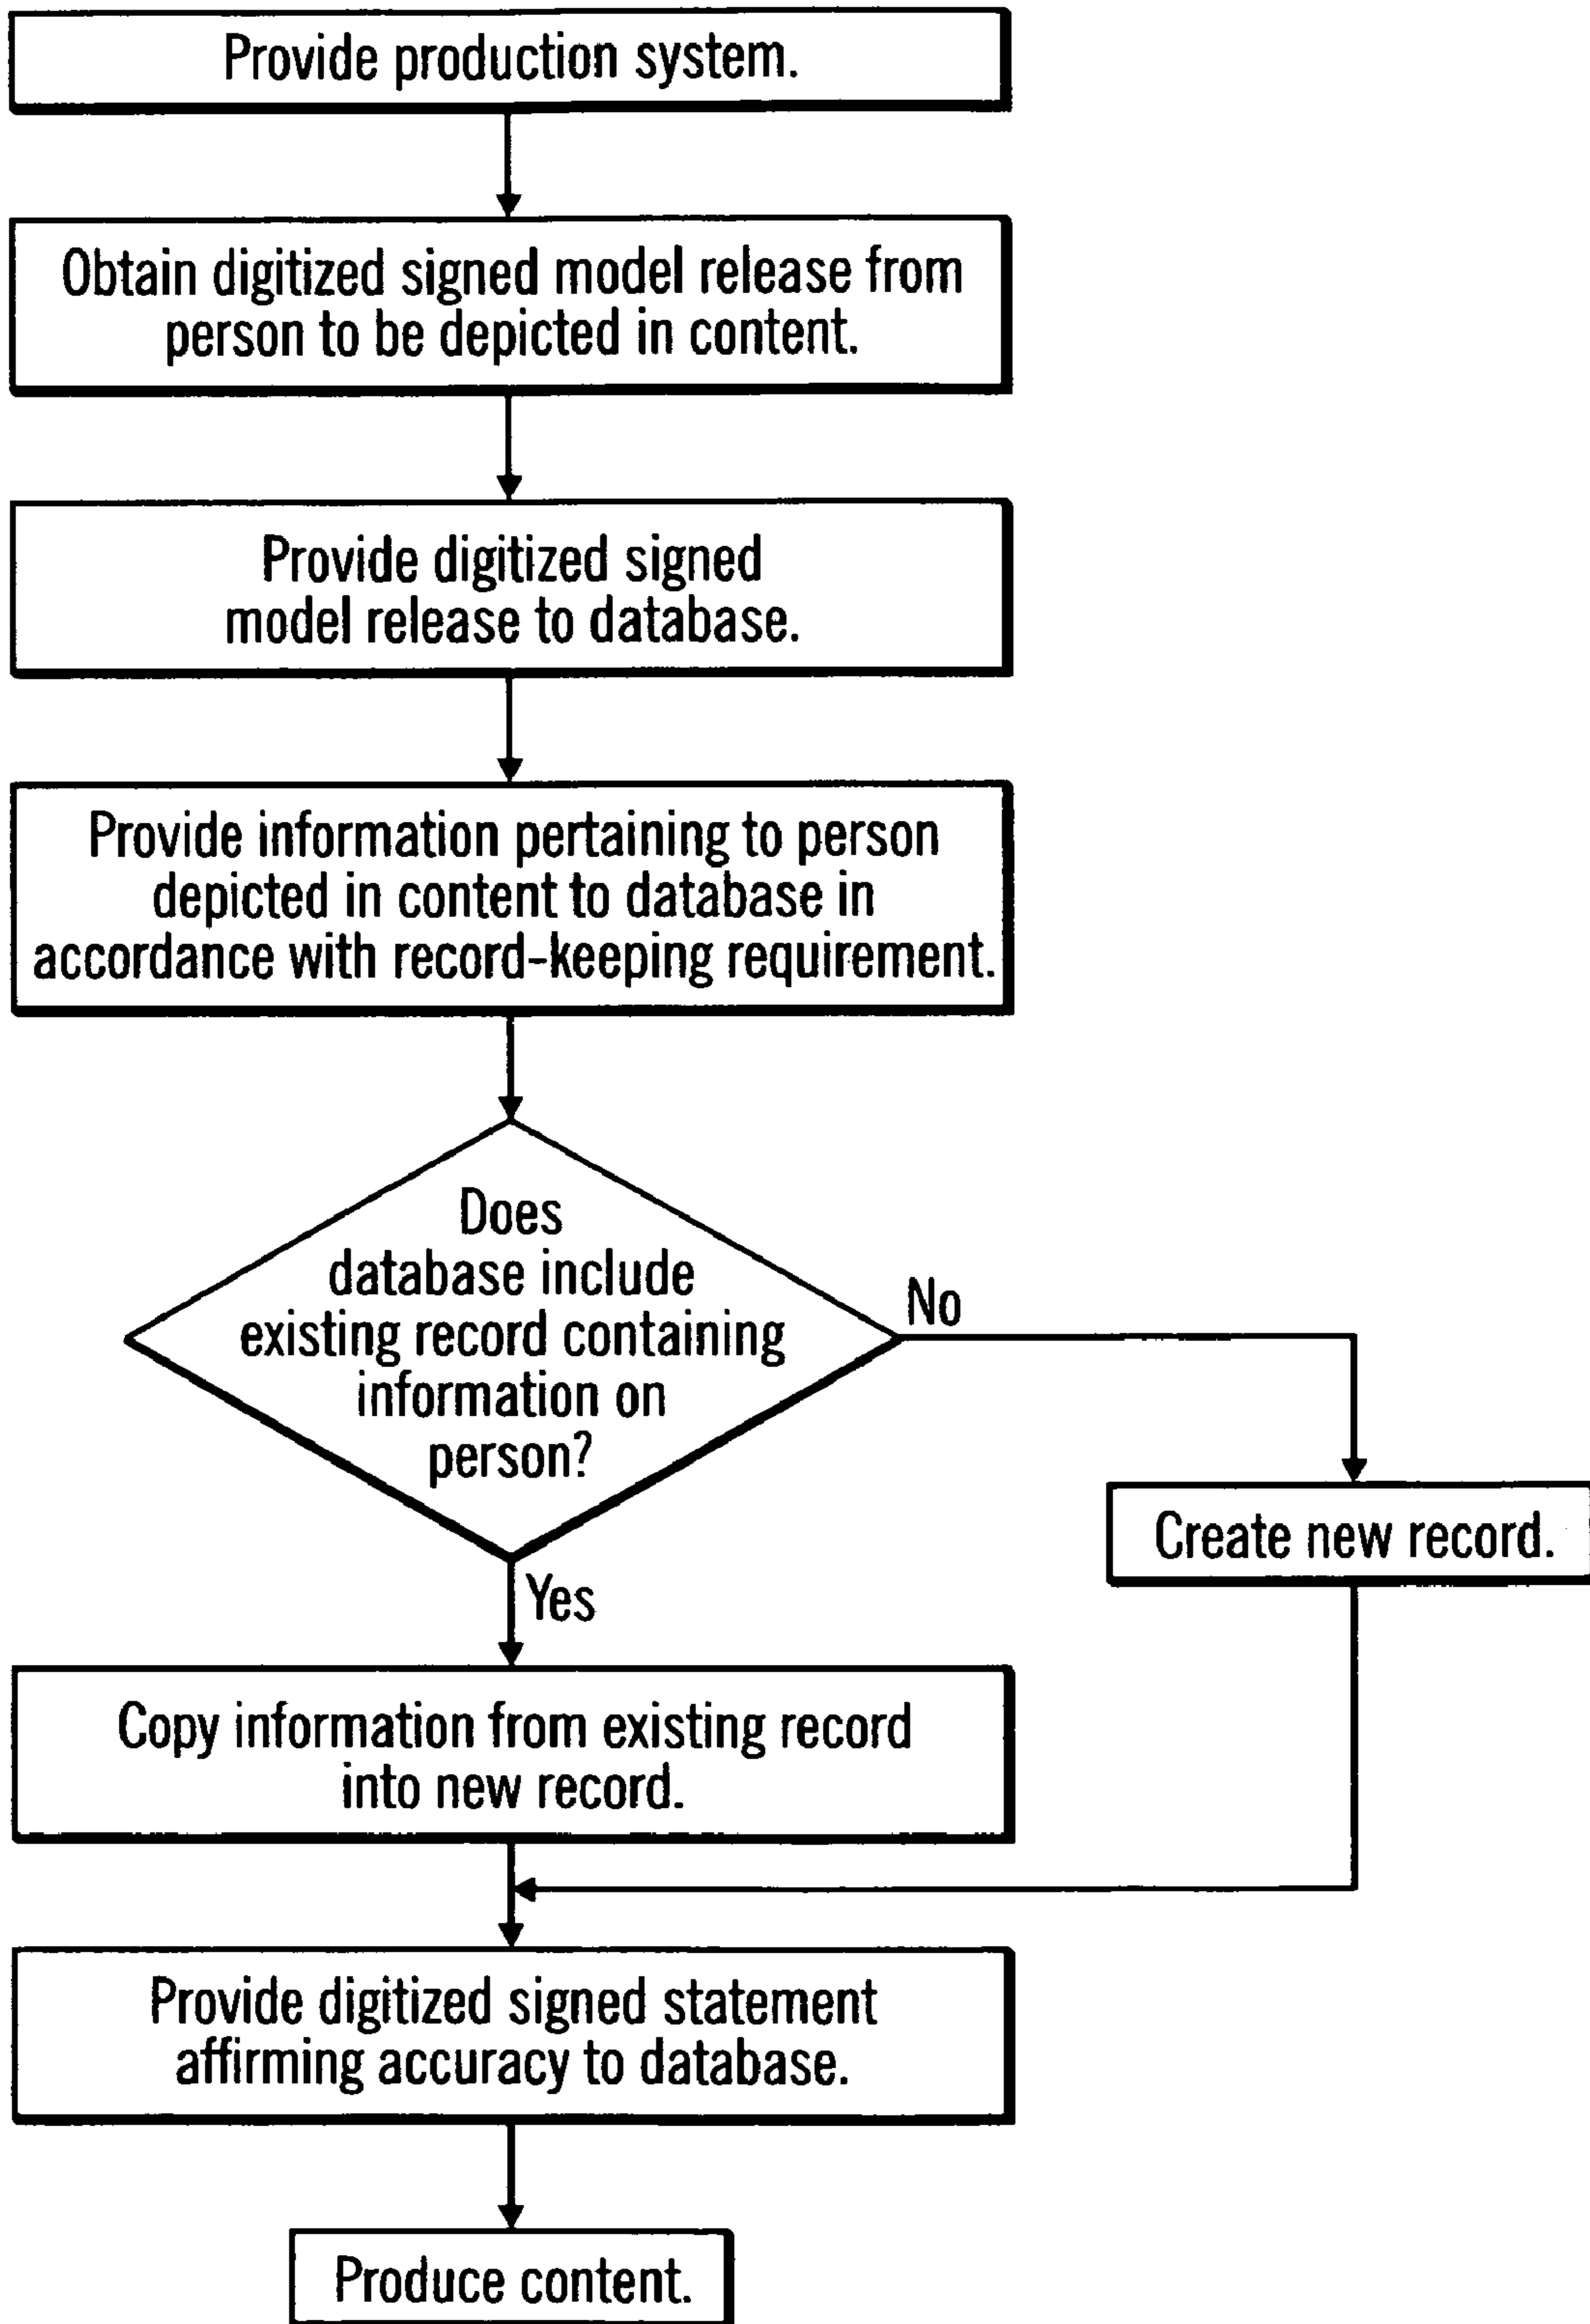 Provide production system.
Obtain digitized signed model release from
person to be depicted in content.
Provide digitized signed
model release to database.
Provide information pertaining to person
depicted in content to database in
accordance with record-keeping requirement.
Does
database include
existing record containing
information on
person?
No
Create new record.
Yes
Copy information from existing record
into new record.
Provide digitized signed statement
affirming accuracy to database.
Produce content.